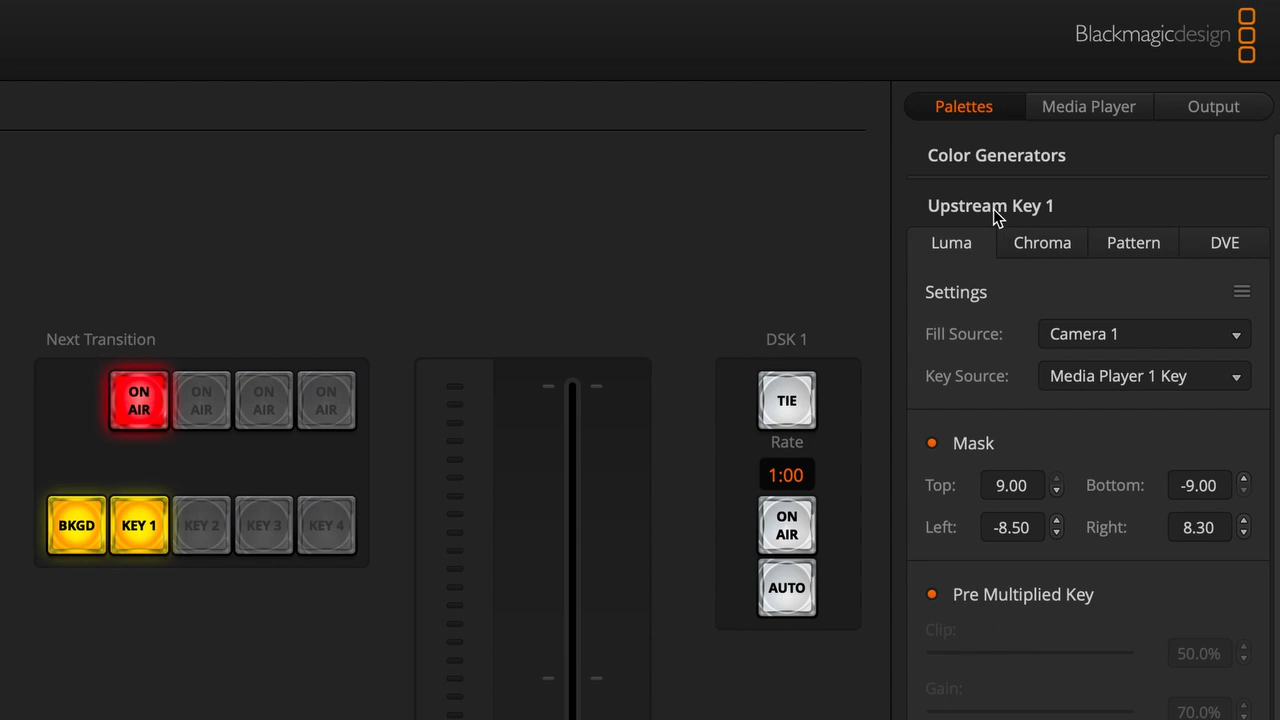 Blackmagicdesign
Palettes Media Player Output
Color Generators
Upstream Key 1
Luma Chroma Pattern DVE
Settings
Fill Source: Camera 1
Key Source: Media Player 1 Key
Mask
Top: 9.00 Bottom: -9.00
Left: -8.50 Right: 8.30
Pre Multiplied Key
Clip:
50.0%
Gain:
70.0%
Next Transition
ON AIR ON AIR ON AIR ON AIR
BKGD KEY 1 KEY 2 KEY 3 KEY 4
DSK 1
TIE
Rate
1:00
ON
AIR
AUTO